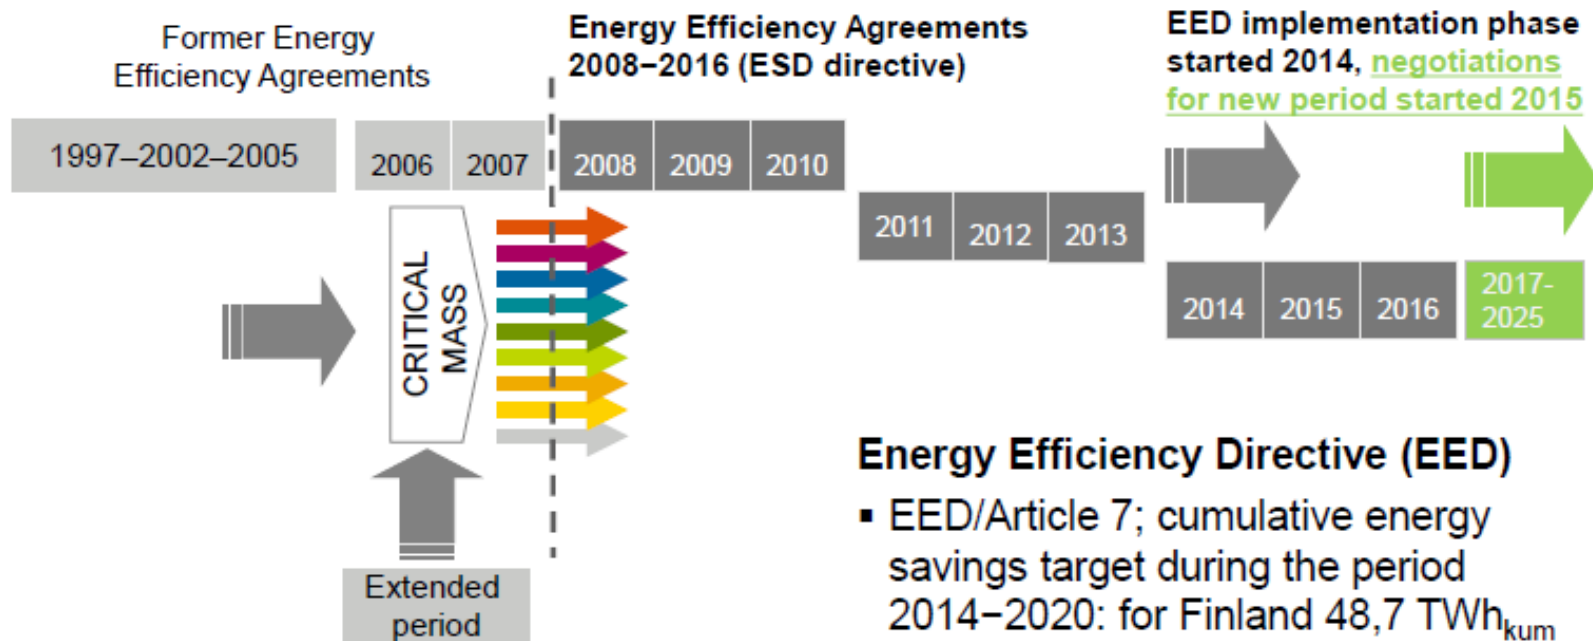 Former Energy
Efficiency Agreements
Energy Efficiency Agreements
2008–2016 (ESD directive)
EED implementation phase
started 2014, negotiations
for new period started 2015
1997–2002–2005
2006
2007
2008
2009
2010
2011
2012
2013
2014
2015
2016
2017-
2025
CRITICAL
MASS
Extended
period
Energy Efficiency Directive (EED)
▪ EED/Article 7; cumulative energy
savings target during the period
2014–2020: for Finland 48,7 TWhkum